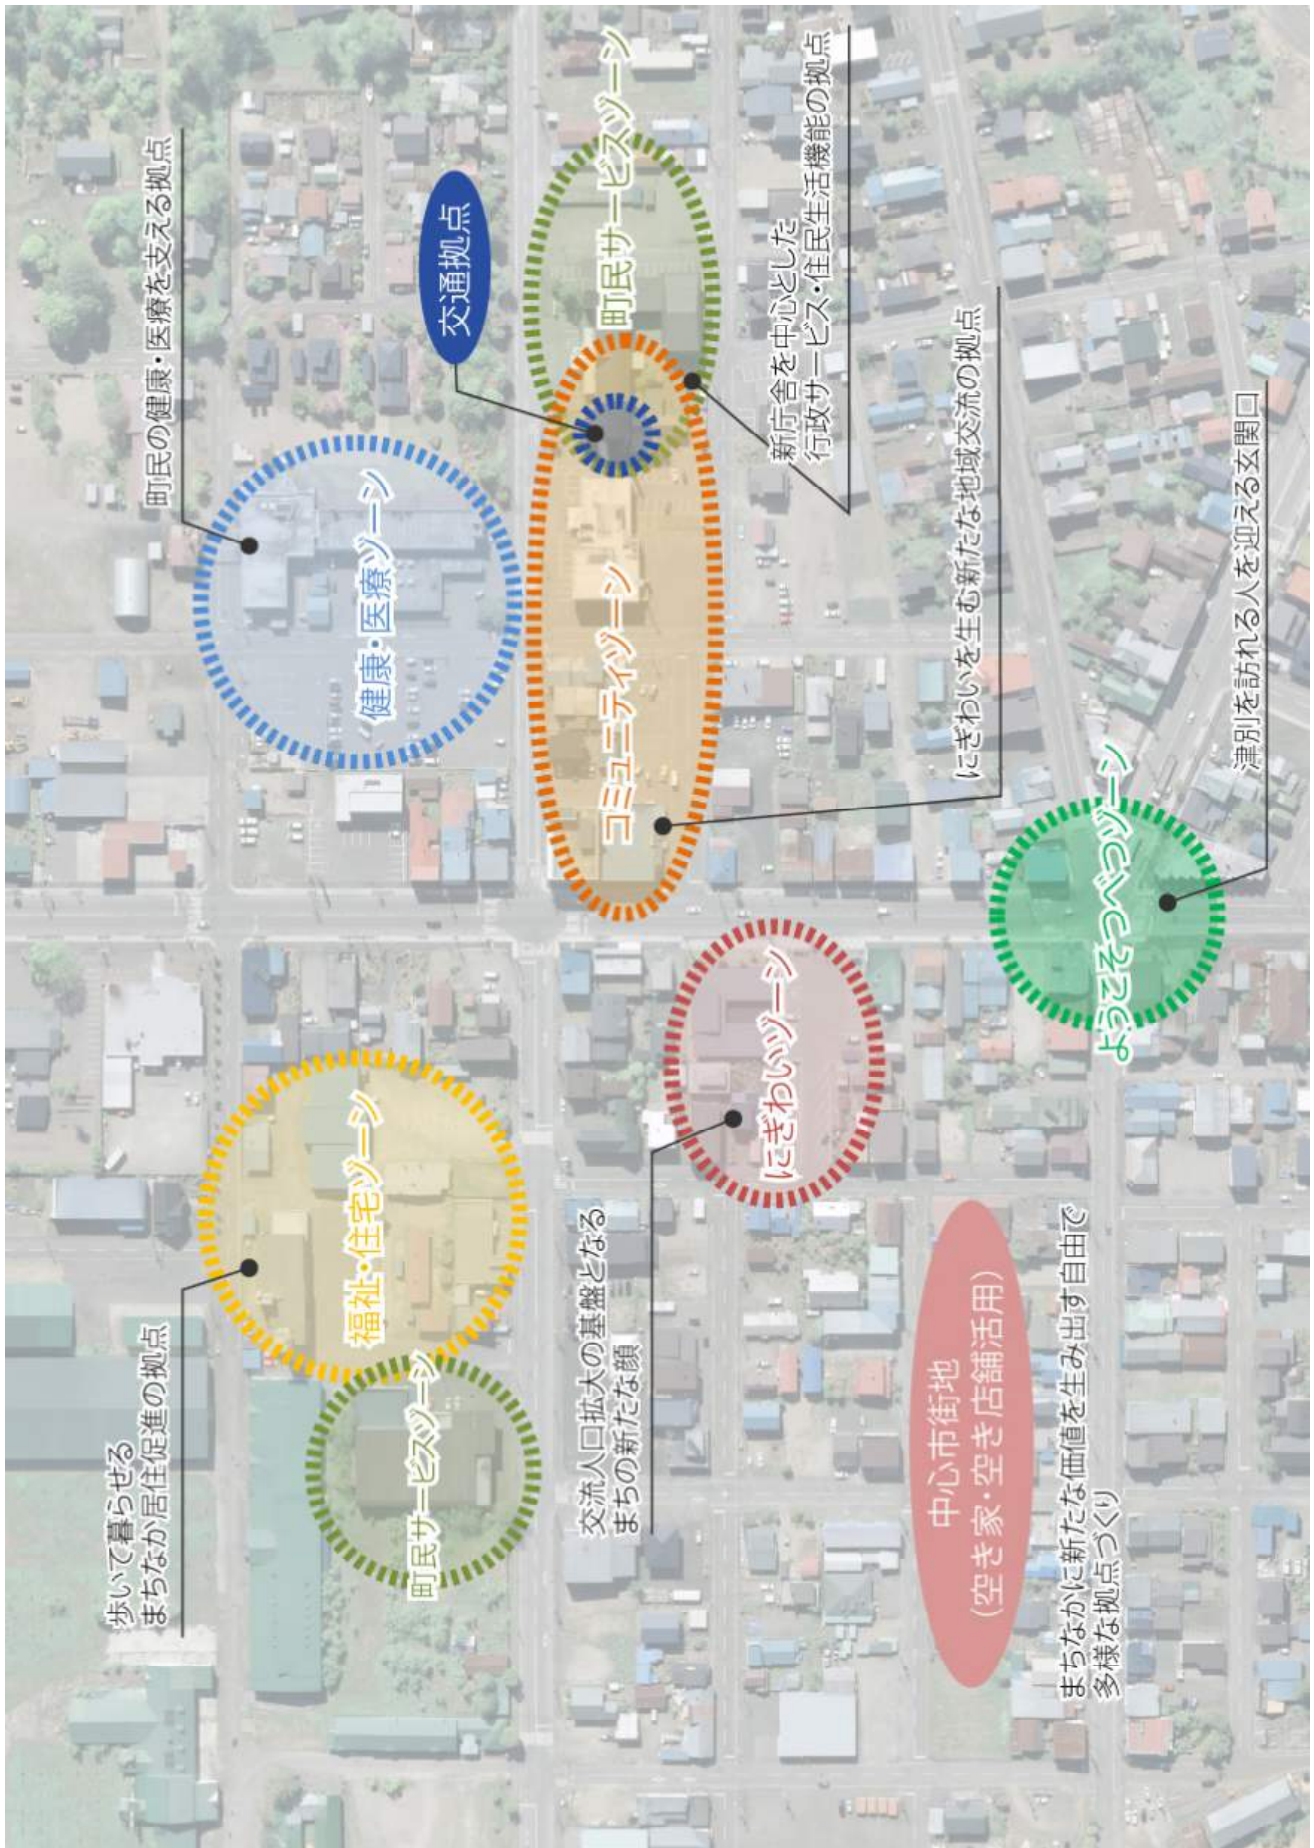 歩いて暮らせる
まちなか居住促進の拠点
福祉・住宅ゾーン
町民サービスゾーン
町民の健康・医療を支える拠点
健康・医療ゾーン
交通拠点
町民サービスゾーン
コミュニティゾーン
新庁舎を中心とした
行政サービス・住民生活機能の拠点
交流人口拡大の基盤となる
まちの新たな顔
にぎわいゾーン
にぎわいを生む新たな地域交流の拠点
中心市街地
(空き家・空き店舗活用)
まちなかに新たな価値を生み出す自由で
多様な拠点づくり
ようこそつべつゾーン
津別を訪れる人を迎える玄関口